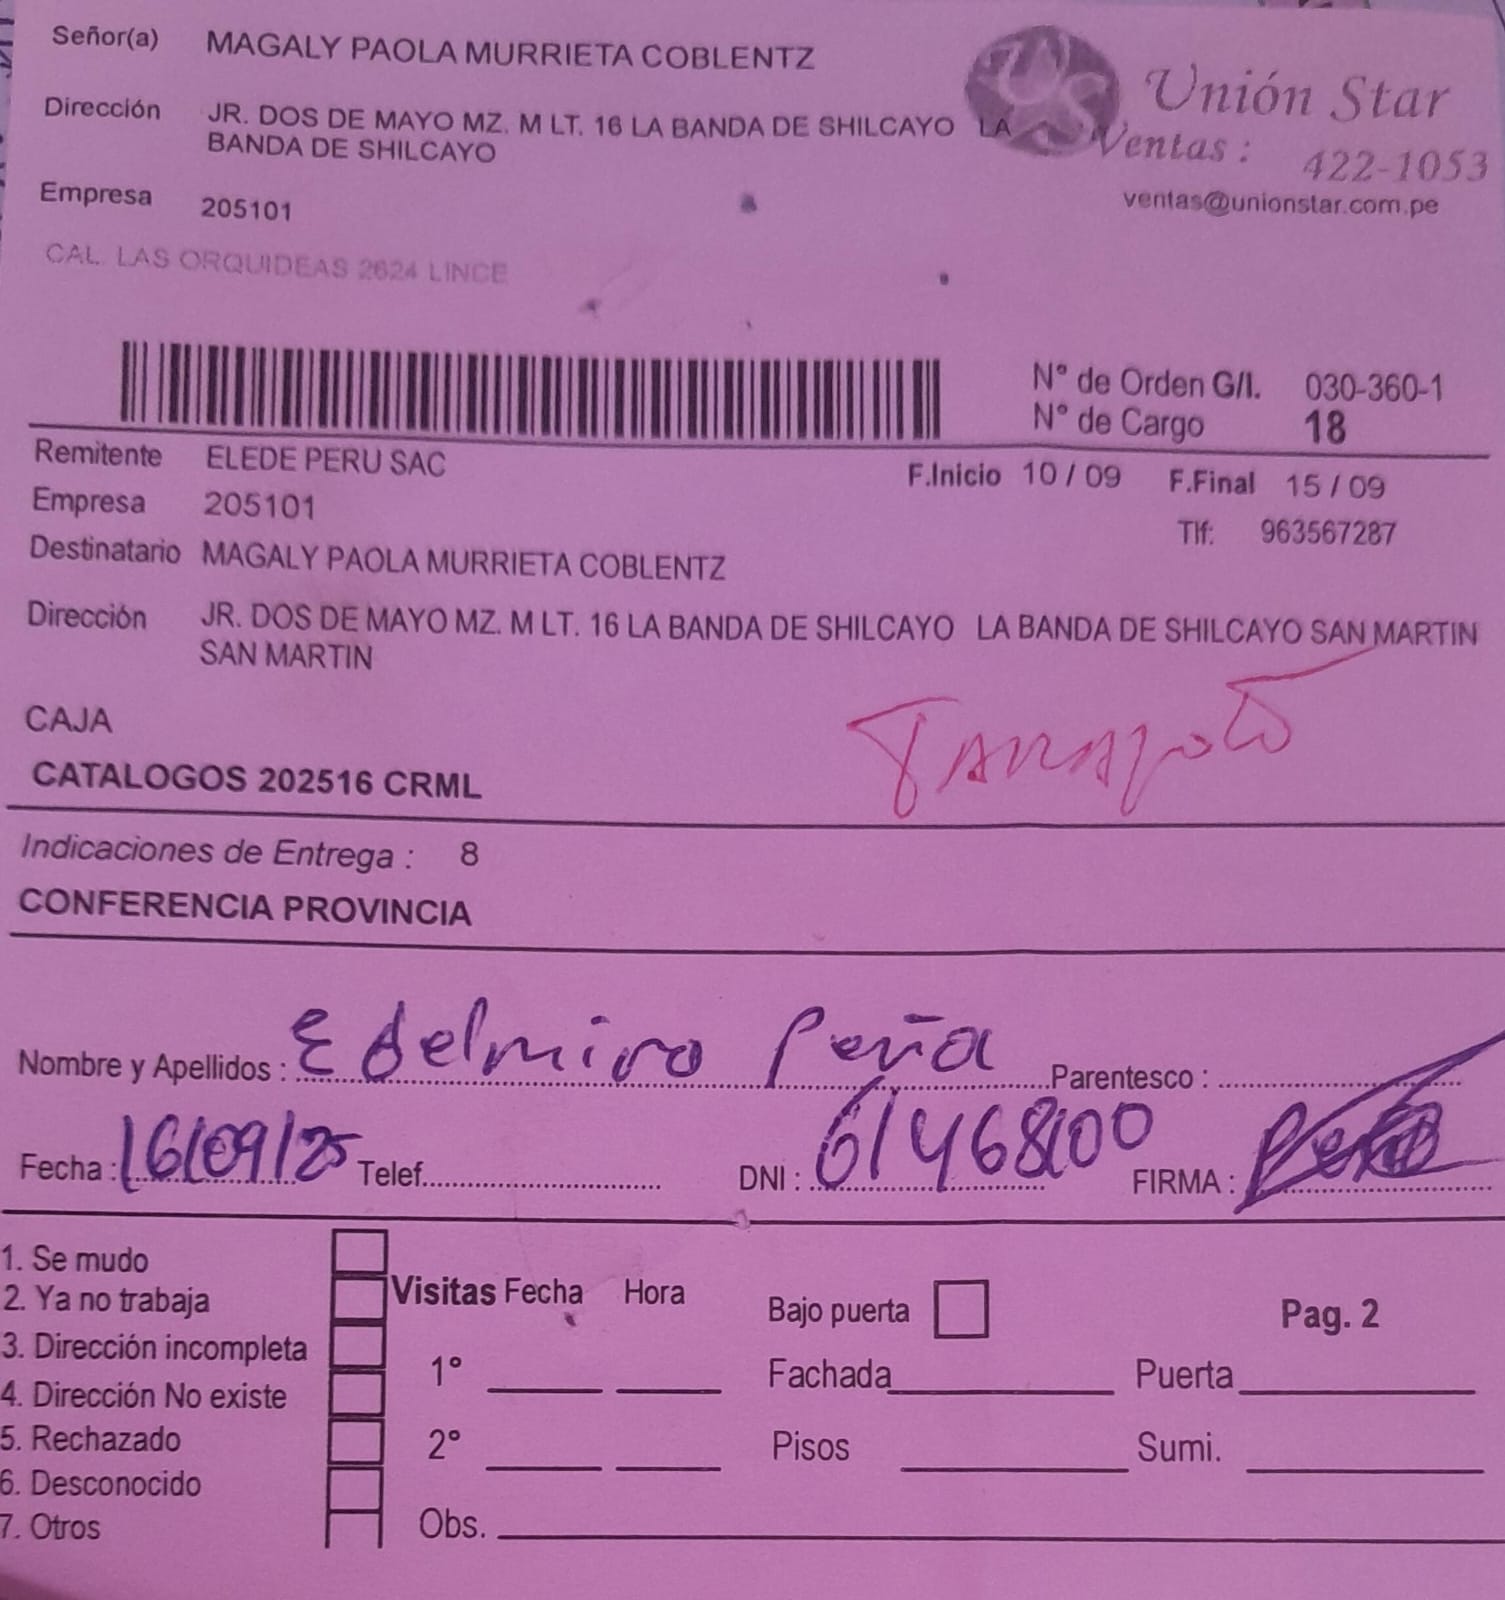 Señor(a) MAGALY PAOLA MURRIETA COBLENTZ
Unión Star
Dirección JR. DOS DE MAYO MZ. M LT. 16 LA BANDA DE SHILCAYO LA
BANDA DE SHILCAYO
Ventas : 422-1053
ventas@unionstar.com.pe
Empresa 205101
CAL. LAS ORQUIDEAS 2624 LINCE
N° de Orden G/I. 030-360-1
N° de Cargo 18
Remitente ELEDE PERU SAC
F.Inicio 10 / 09 F.Final 15 / 09
Empresa 205101
Tlf: 963567287
Destinatario MAGALY PAOLA MURRIETA COBLENTZ
Dirección JR. DOS DE MAYO MZ. M LT. 16 LA BANDA DE SHILCAYO LA BANDA DE SHILCAYO SAN MARTIN
SAN MARTIN
CAJA
TARRAPOTO
CATALOGOS 202516 CRML
Indicaciones de Entrega : 8
CONFERENCIA PROVINCIA
Nombre y Apellidos : Edelmiro Peña Parentesco :
Fecha : 16/09/25 Telef. DNI : FIRMA :
1. Se mudo
2. Ya no trabaja
3. Dirección incompleta
4. Dirección No existe
5. Rechazado
6. Desconocido
7. Otros
Visitas Fecha Hora
1°
2°
Obs.
Bajo puerta Pag. 2
Fachada Puerta
Pisos Sumi.